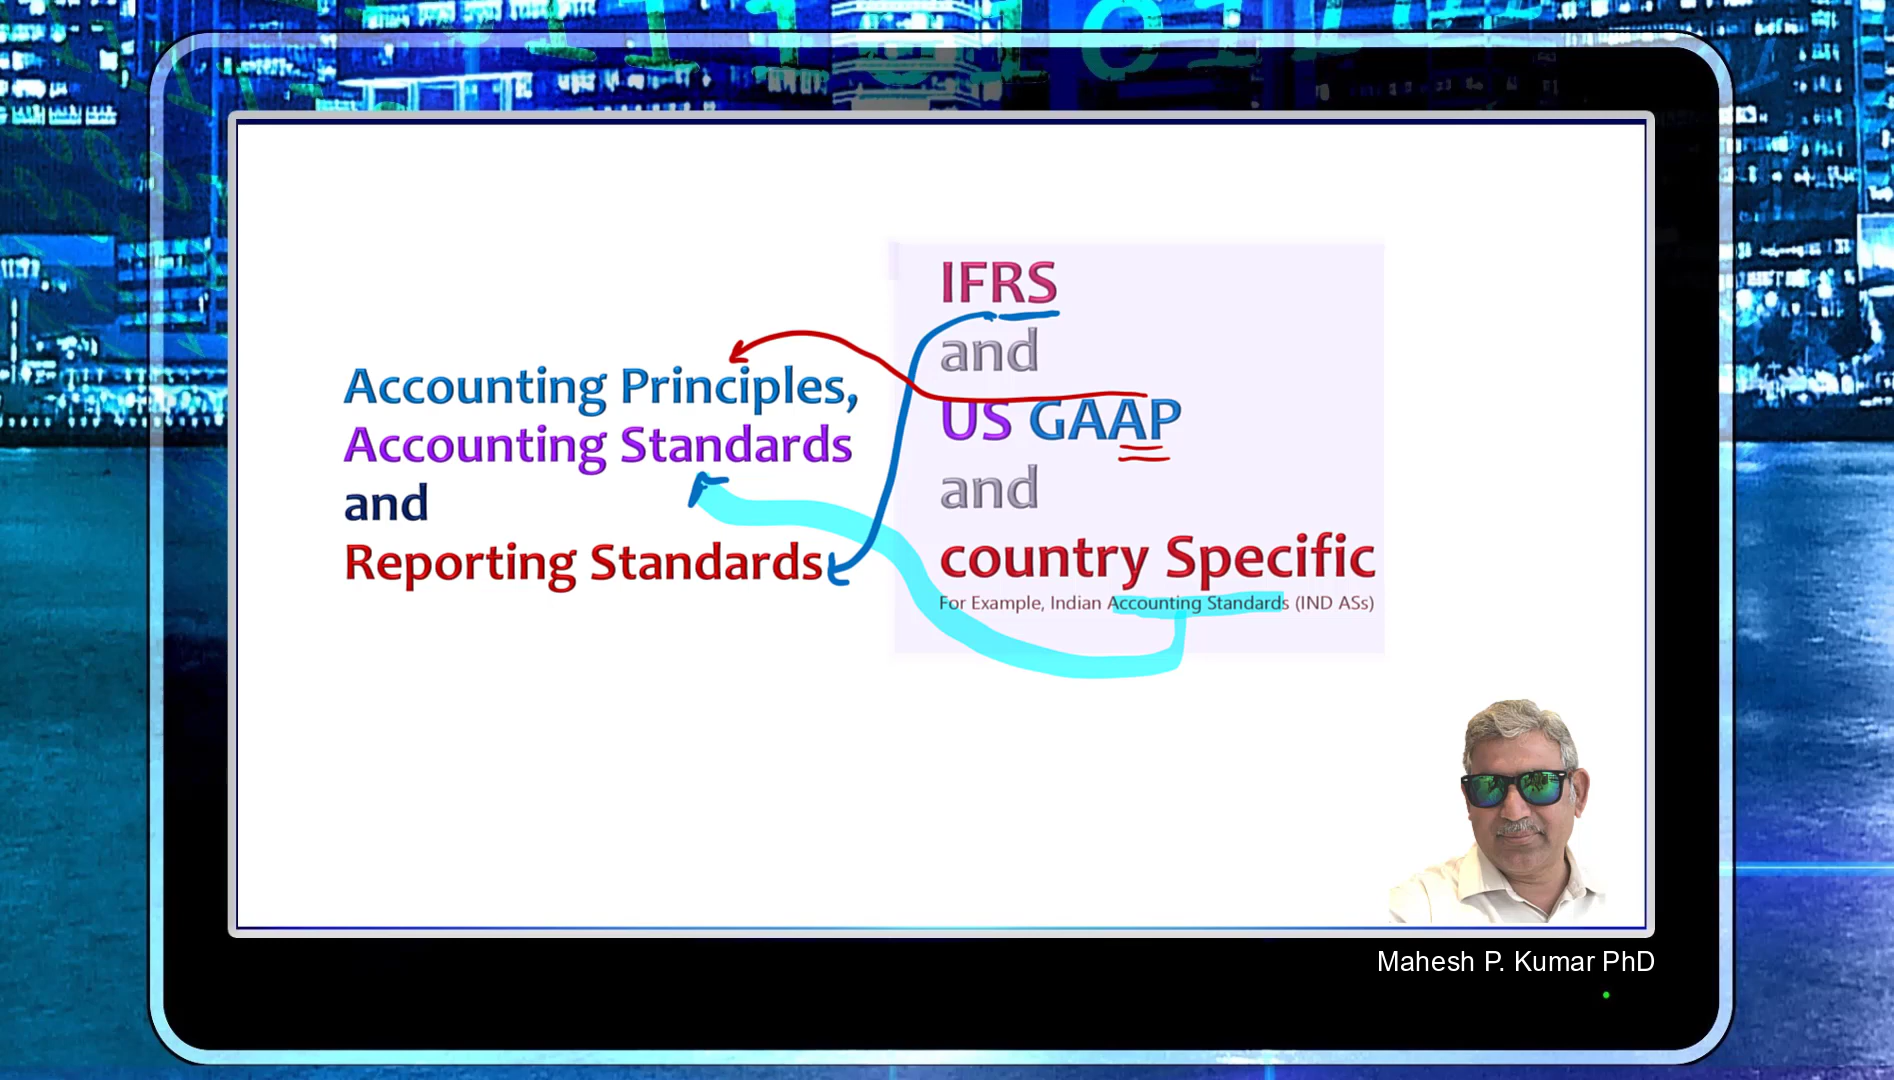 Accounting Principles,
Accounting Standards
and
Reporting Standards
IFRS
and
US GAAP
and
country Specific
For Example, Indian Accounting Standards (IND ASs)
Mahesh P. Kumar PhD